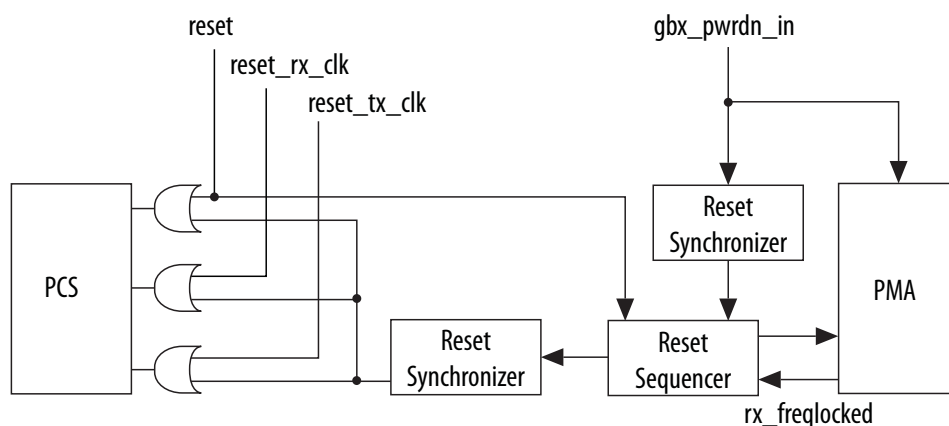 reset
gbx_pwrdn_in
reset_rx_clk
reset_tx_clk
Reset
Synchronizer
PCS
PMA
Reset
Synchronizer
Reset
Sequencer
rx_freqlocked